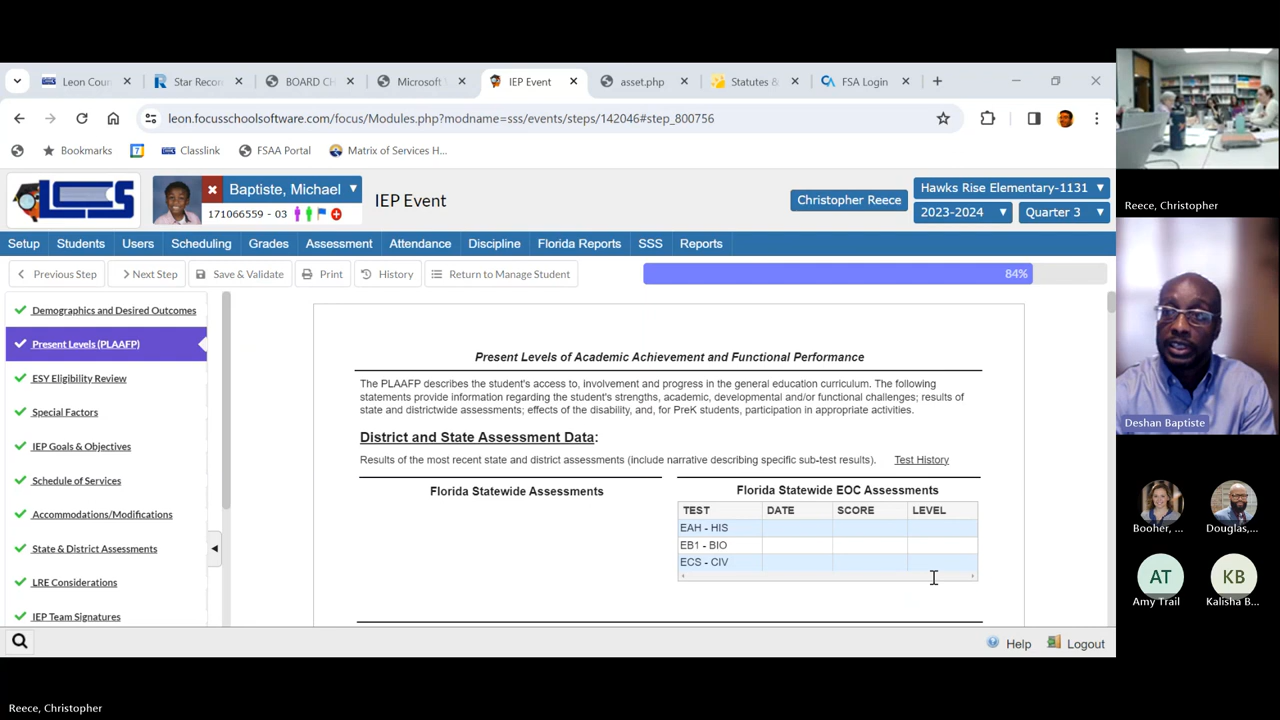 Leon Coun
Star Recor
BOARD CH
Microsoft
IEP Event
asset.php
Statutes &
FSA Login
leon.focusschoolsoftware.com/focus/Modules.php?modname=sss/events/steps/142046#step_800756
Bookmarks
Classlink
FSAA Portal
Matrix of Services H...
LCS
Baptiste, Michael
171066559 - 03
IEP Event
Christopher Reece
Hawks Rise Elementary-1131
2023-2024
Quarter 3
Setup
Students
Users
Scheduling
Grades
Assessment
Attendance
Discipline
Florida Reports
SSS
Reports
Previous Step
Next Step
Save & Validate
Print
History
Return to Manage Student
84%
Demographics and Desired Outcomes
Present Levels (PLAAFP)
ESY Eligibility Review
Special Factors
IEP Goals & Objectives
Schedule of Services
Accommodations/Modifications
State & District Assessments
LRE Considerations
IEP Team Signatures
Present Levels of Academic Achievement and Functional Performance
The PLAAFP describes the student's access to, involvement and progress in the general education curriculum. The following
statements provide information regarding the student's strengths, academic, developmental and/or functional challenges; results of
state and districtwide assessments; effects of the disability, and, for PreK students, participation in appropriate activities.
District and State Assessment Data:
Results of the most recent state and district assessments (include narrative describing specific sub-test results). Test History
Florida Statewide Assessments
Florida Statewide EOC Assessments
TEST DATE SCORE LEVEL
EAH - HIS
EB1 - BIO
ECS - CIV
Help
Logout
Reece, Christopher
Deshan Baptiste
Booher, ...
Douglas,...
AT
KB
Amy Trail
Kalisha B...
Reece, Christopher